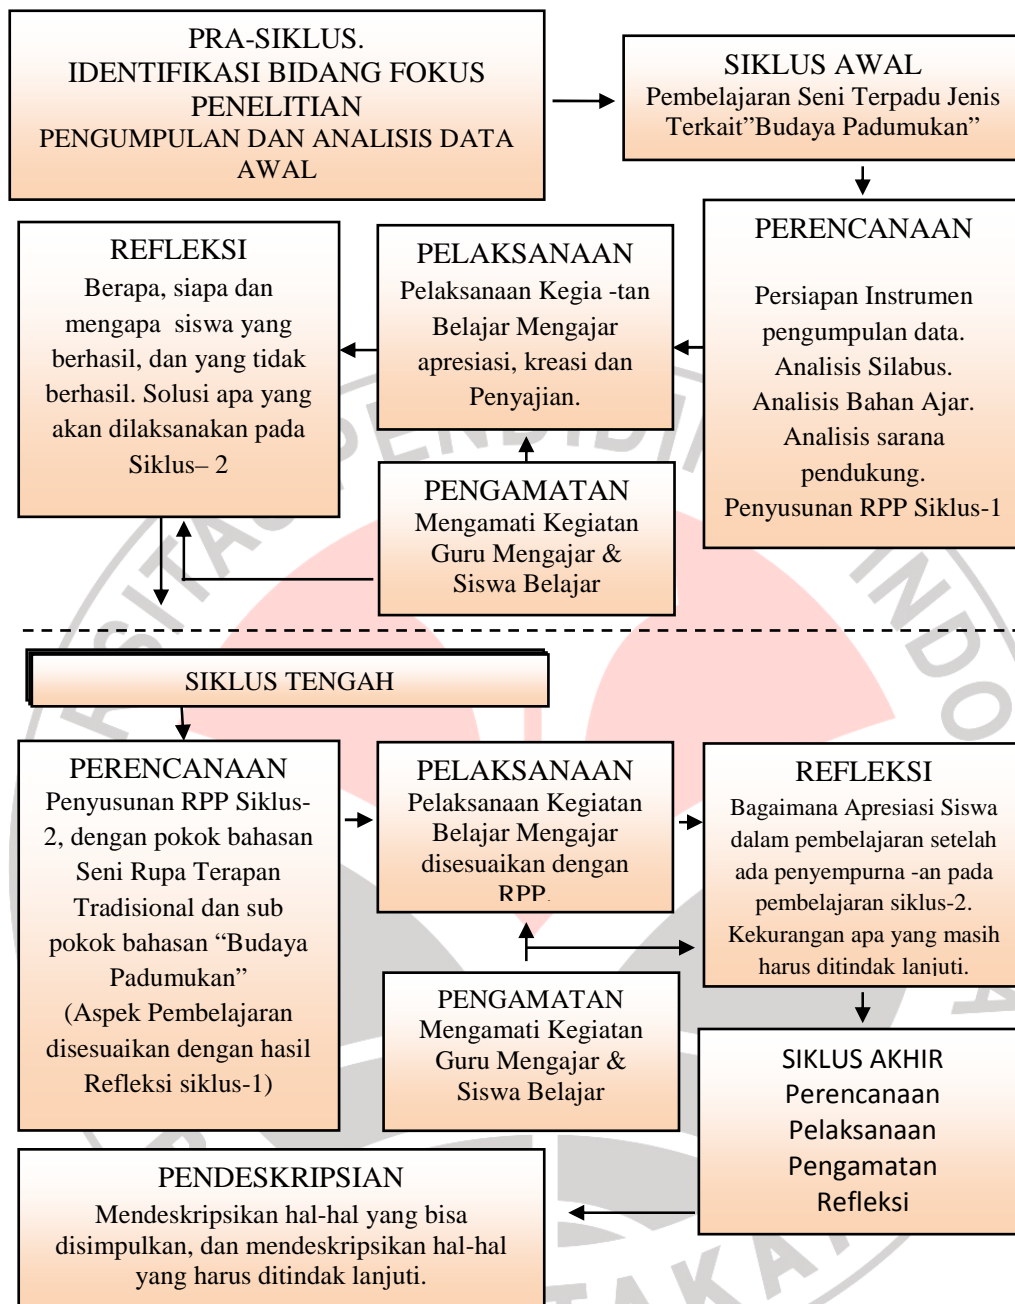 PRA-SIKLUS.
IDENTIFIKASI BIDANG FOKUS
PENELITIAN
PENGUMPULAN DAN ANALISIS DATA
AWAL
SIKLUS AWAL
Pembelajaran Seni Terpadu Jenis
Terkait”Budaya Padumukan”
PERENCANAAN
Persiapan Instrumen
pengumpulan data.
Analisis Silabus.
Analisis Bahan Ajar.
Analisis sarana
pendukung.
Penyusunan RPP Siklus-1
PELAKSANAAN
Pelaksanaan Kegia -tan
Belajar Mengajar
apresiasi, kreasi dan
Penyajian.
REFLEKSI
Berapa, siapa dan
mengapa  siswa yang
berhasil, dan yang tidak
berhasil. Solusi apa yang
akan dilaksanakan pada
Siklus– 2
PENGAMATAN
Mengamati Kegiatan
Guru Mengajar &
Siswa Belajar
SIKLUS TENGAH
PERENCANAAN
Penyusunan RPP Siklus-
2, dengan pokok bahasan
Seni Rupa Terapan
Tradisional dan sub
pokok bahasan “Budaya
Padumukan”
(Aspek Pembelajaran
disesuaikan dengan hasil
Refleksi siklus-1)
PELAKSANAAN
Pelaksanaan Kegiatan
Belajar Mengajar
disesuaikan dengan
RPP.
REFLEKSI
Bagaimana Apresiasi Siswa
dalam pembelajaran setelah
ada penyempurna -an pada
pembelajaran siklus-2.
Kekurangan apa yang masih
harus ditindak lanjuti.
PENGAMATAN
Mengamati Kegiatan
Guru Mengajar &
Siswa Belajar
SIKLUS AKHIR
Perencanaan
Pelaksanaan
Pengamatan
Refleksi
PENDESKRIPSIAN
Mendeskripsikan hal-hal yang bisa
disimpulkan, dan mendeskripsikan hal-hal
yang harus ditindak lanjuti.